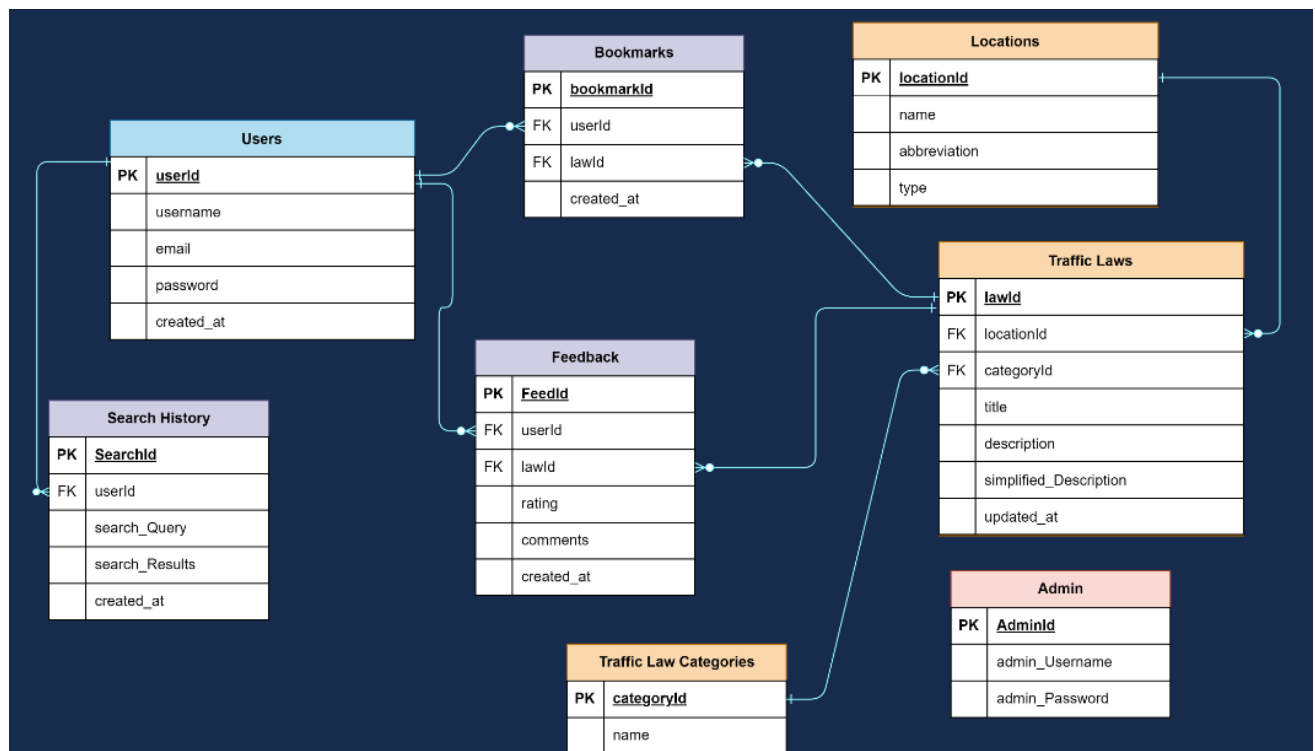 Bookmarks
PK bookmarkId
FK userId
FK lawId
created_at
Locations
PK locationId
name
abbreviation
type
Users
PK userId
username
email
password
created_at
Traffic Laws
PK lawId
FK locationId
FK categoryId
title
description
simplified_Description
updated_at
Feedback
PK FeedId
FK userId
FK lawId
rating
comments
created_at
Search History
PK SearchId
FK userId
search_Query
search_Results
created_at
Admin
PK AdminId
admin_Username
admin_Password
Traffic Law Categories
PK categoryId
name